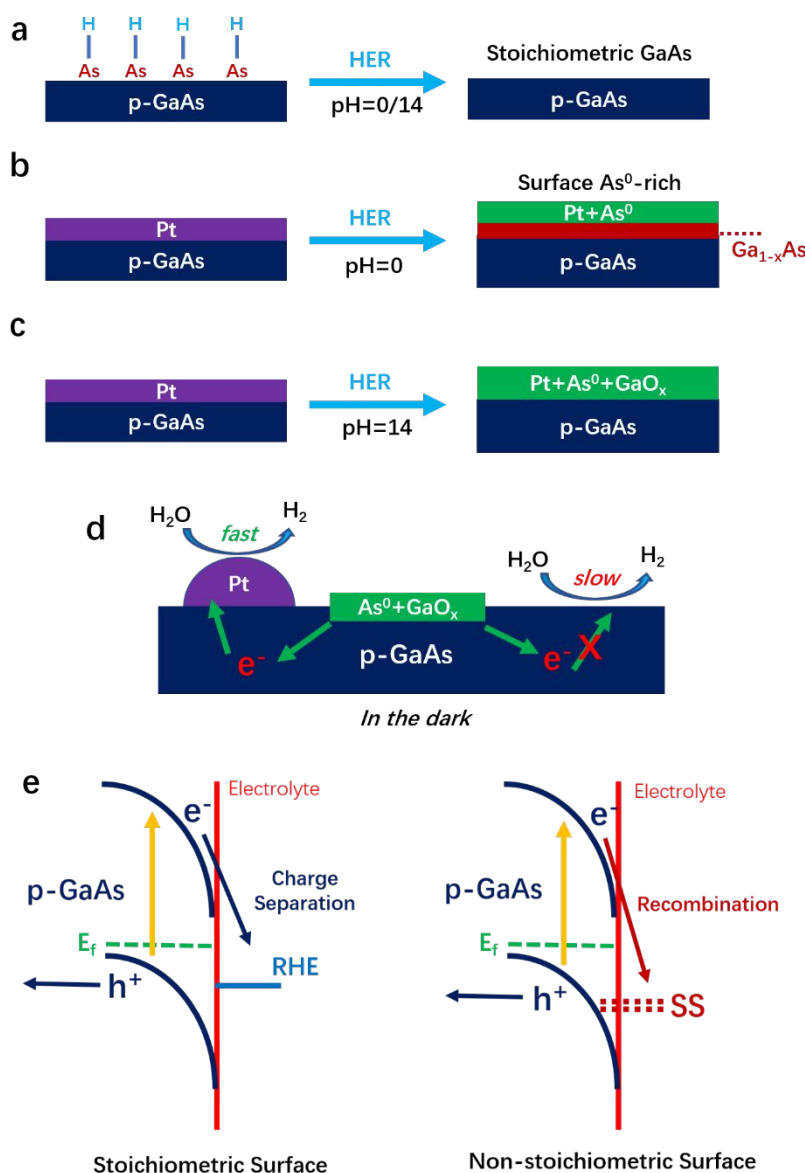 a
H H H H
As As As As
p-GaAs
HER
pH=0/14
Stoichiometric GaAs
p-GaAs
b
Pt
p-GaAs
HER
pH=0
Surface As⁰-rich
Pt+As⁰
Ga₁₋ₓAs
p-GaAs
c
Pt
p-GaAs
HER
pH=14
Pt+As⁰+GaOₓ
p-GaAs
d
H₂O H₂
fast
Pt
As⁰+GaOₓ
H₂O H₂
slow
e⁻ p-GaAs e⁻ X
In the dark
e
Electrolyte
e⁻
p-GaAs
Charge
Separation
E_f
RHE
h⁺
Stoichiometric Surface
Electrolyte
e⁻
p-GaAs
Recombination
E_f
h⁺
SS
Non-stoichiometric Surface